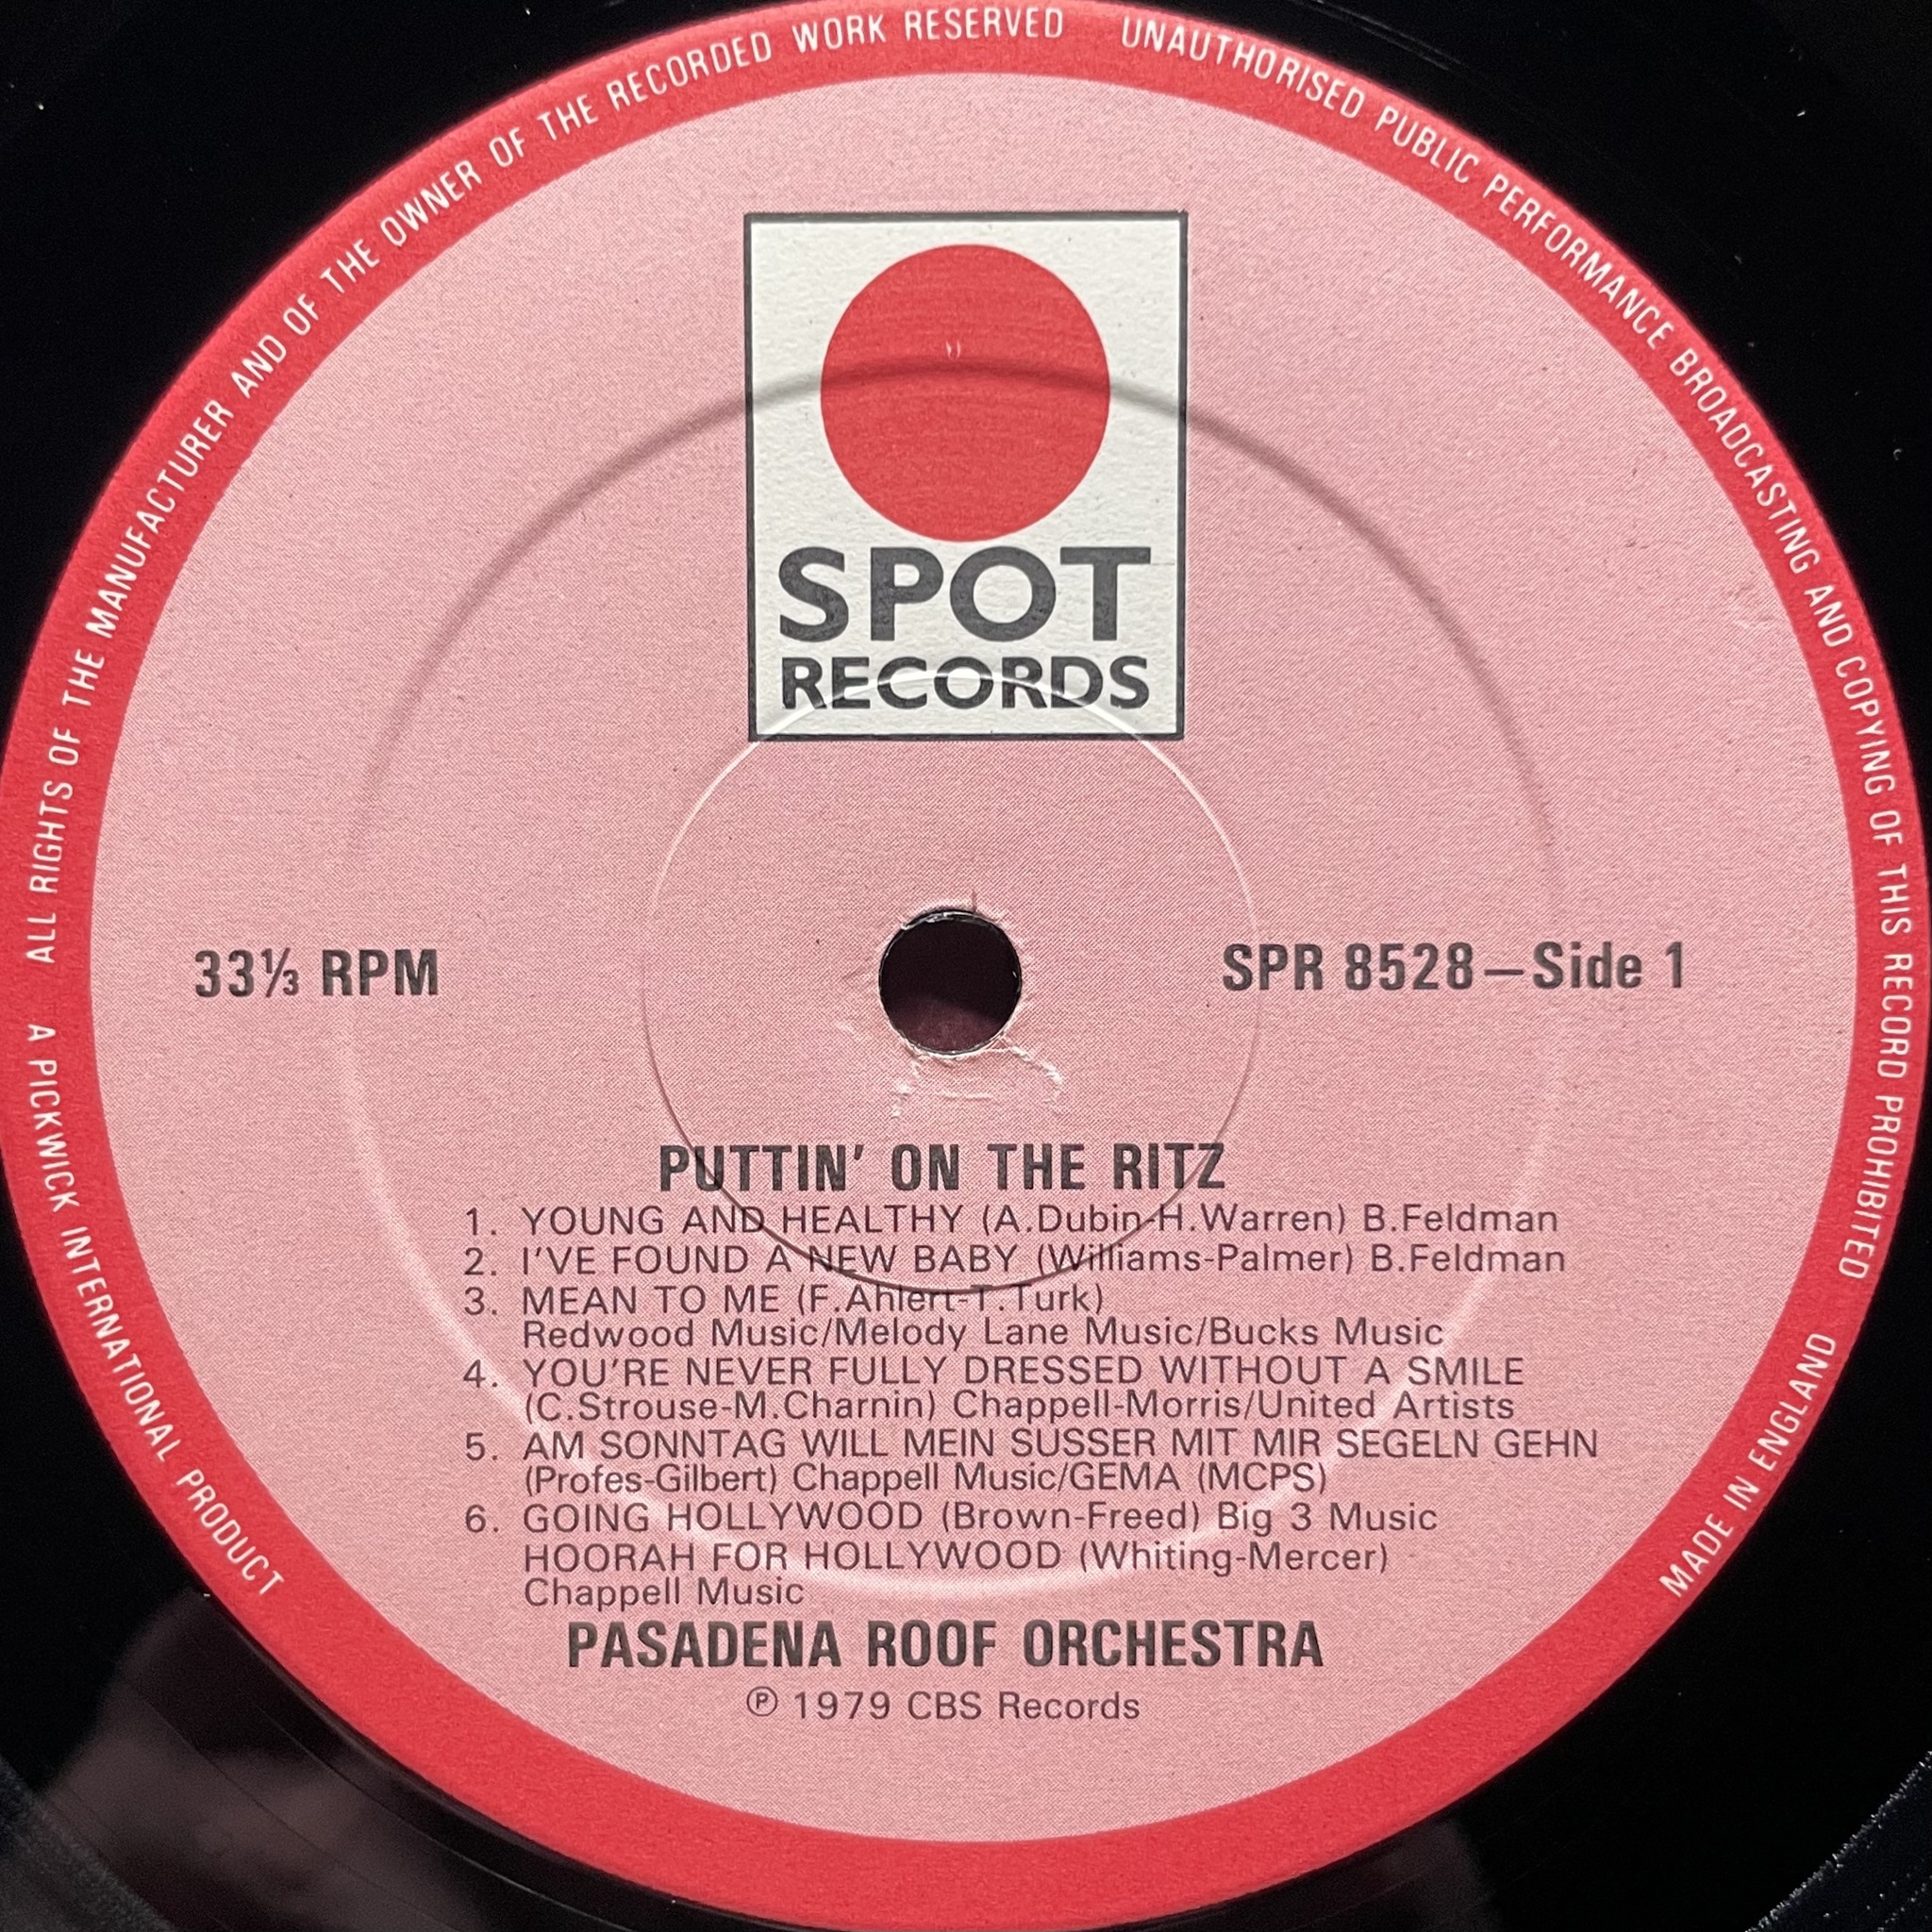 ALL RIGHTS OF THE MANUFACTURER AND OF THE OWNER OF THE RECORDED WORK RESERVED UNAUTHORISED PUBLIC PERFORMANCE BROADCASTING AND COPYING OF THIS RECORD PROHIBITED MADE IN ENGLAND
A PICKWICK INTERNATIONAL PRODUCT
SPOT
RECORDS
33⅓ RPM
SPR 8528—Side 1
PUTTIN' ON THE RITZ
1. YOUNG AND HEALTHY (A.Dubin-H.Warren) B.Feldman
2. I'VE FOUND A NEW BABY (Williams-Palmer) B.Feldman
3. MEAN TO ME (F.Ahlert-T.Turk)
Redwood Music/Melody Lane Music/Bucks Music
4. YOU'RE NEVER FULLY DRESSED WITHOUT A SMILE
(C.Strouse-M.Charnin) Chappell-Morris/United Artists
5. AM SONNTAG WILL MEIN SUSSER MIT MIR SEGELN GEHN
(Profes-Gilbert) Chappell Music/GEMA (MCPS)
6. GOING HOLLYWOOD (Brown-Freed) Big 3 Music
HOORAH FOR HOLLYWOOD (Whiting-Mercer)
Chappell Music
PASADENA ROOF ORCHESTRA
℗ 1979 CBS Records